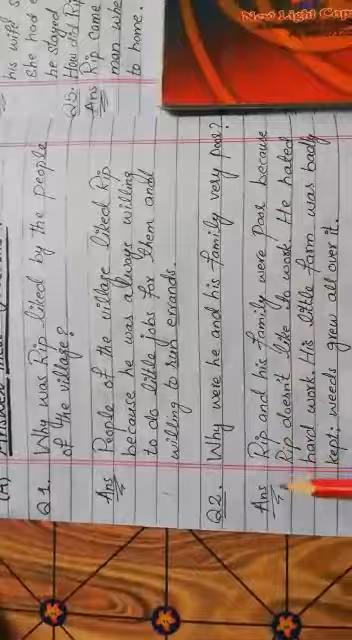 his wife s
she had
he stayed
Q5. How did Rip
Ans Rip came
man who
to home.
New Light Cop
(A) Answer these
Q1. Why was Rip liked by the people
of the village?
Ans People of the village liked Rip
because he was always willing
to do little jobs for them and
willing to run errands.
Q2. Why were he and his family very poor?
Ans Rip and his family were poor because
Rip doesn't like to work. He hated
hard work. His little farm was badly
kept; weeds grew all over it.